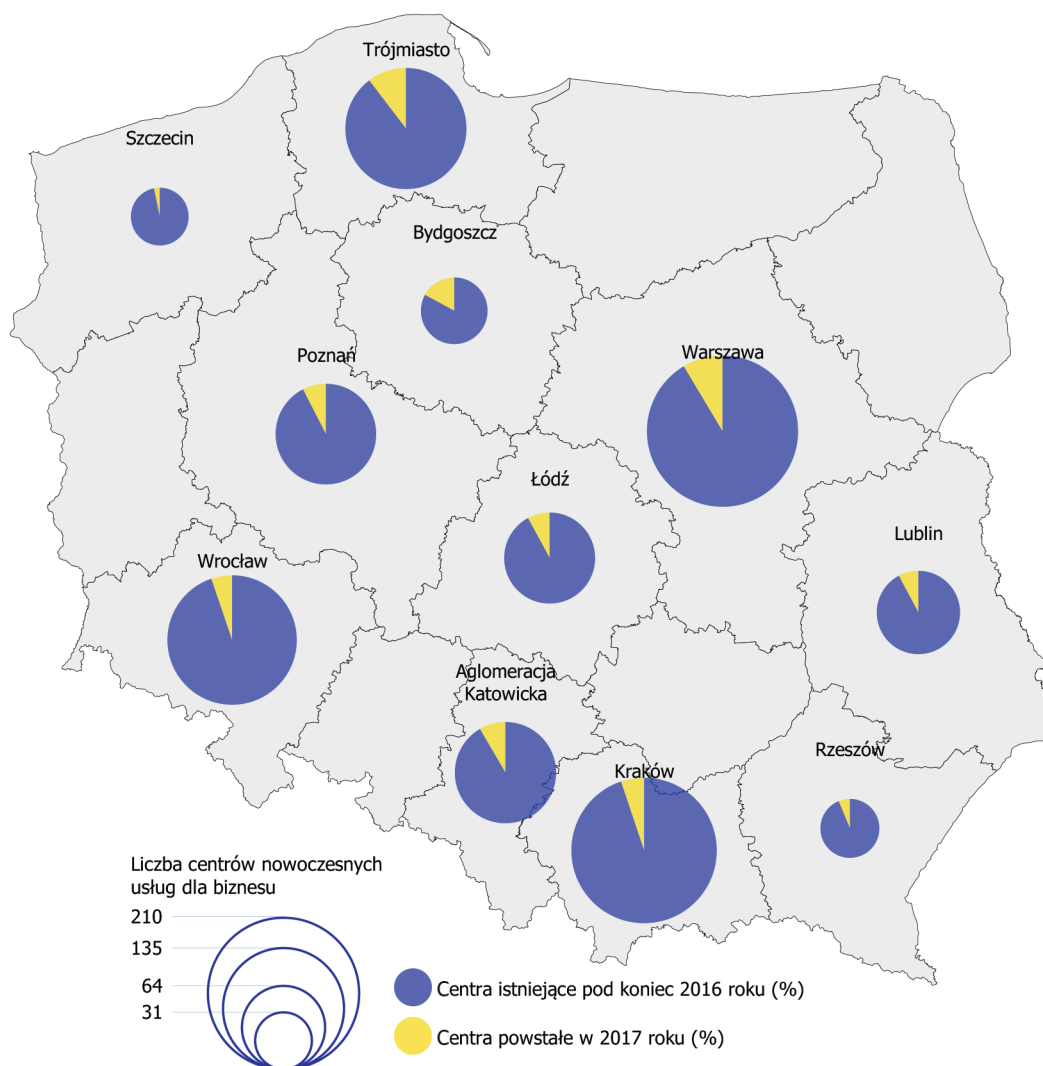 Trójmiasto
Szczecin
Bydgoszcz
Poznań
Warszawa
Łódź
Lublin
Wrocław
Aglomeracja
Katowicka
Rzeszów
Kraków
Liczba centrów nowoczesnych
usług dla biznesu
210
135
64
31
Centra istniejące pod koniec 2016 roku (%)
Centra powstałe w 2017 roku (%)